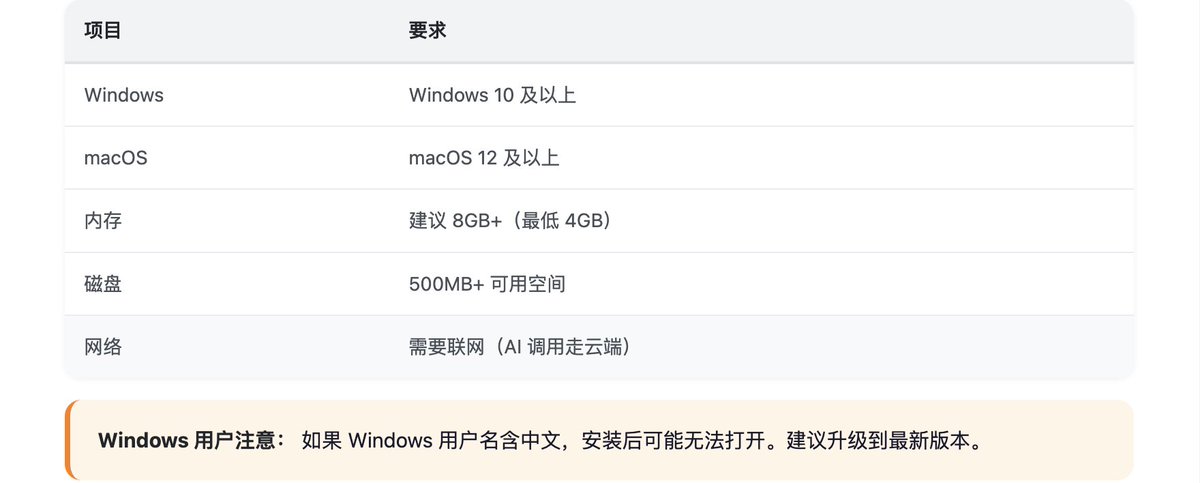 项目 要求
Windows Windows 10 及以上
macOS macOS 12 及以上
内存 建议 8GB+（最低 4GB）
磁盘 500MB+ 可用空间
网络 需要联网（AI 调用走云端）
Windows 用户注意： 如果 Windows 用户名含中文，安装后可能无法打开。建议升级到最新版本。